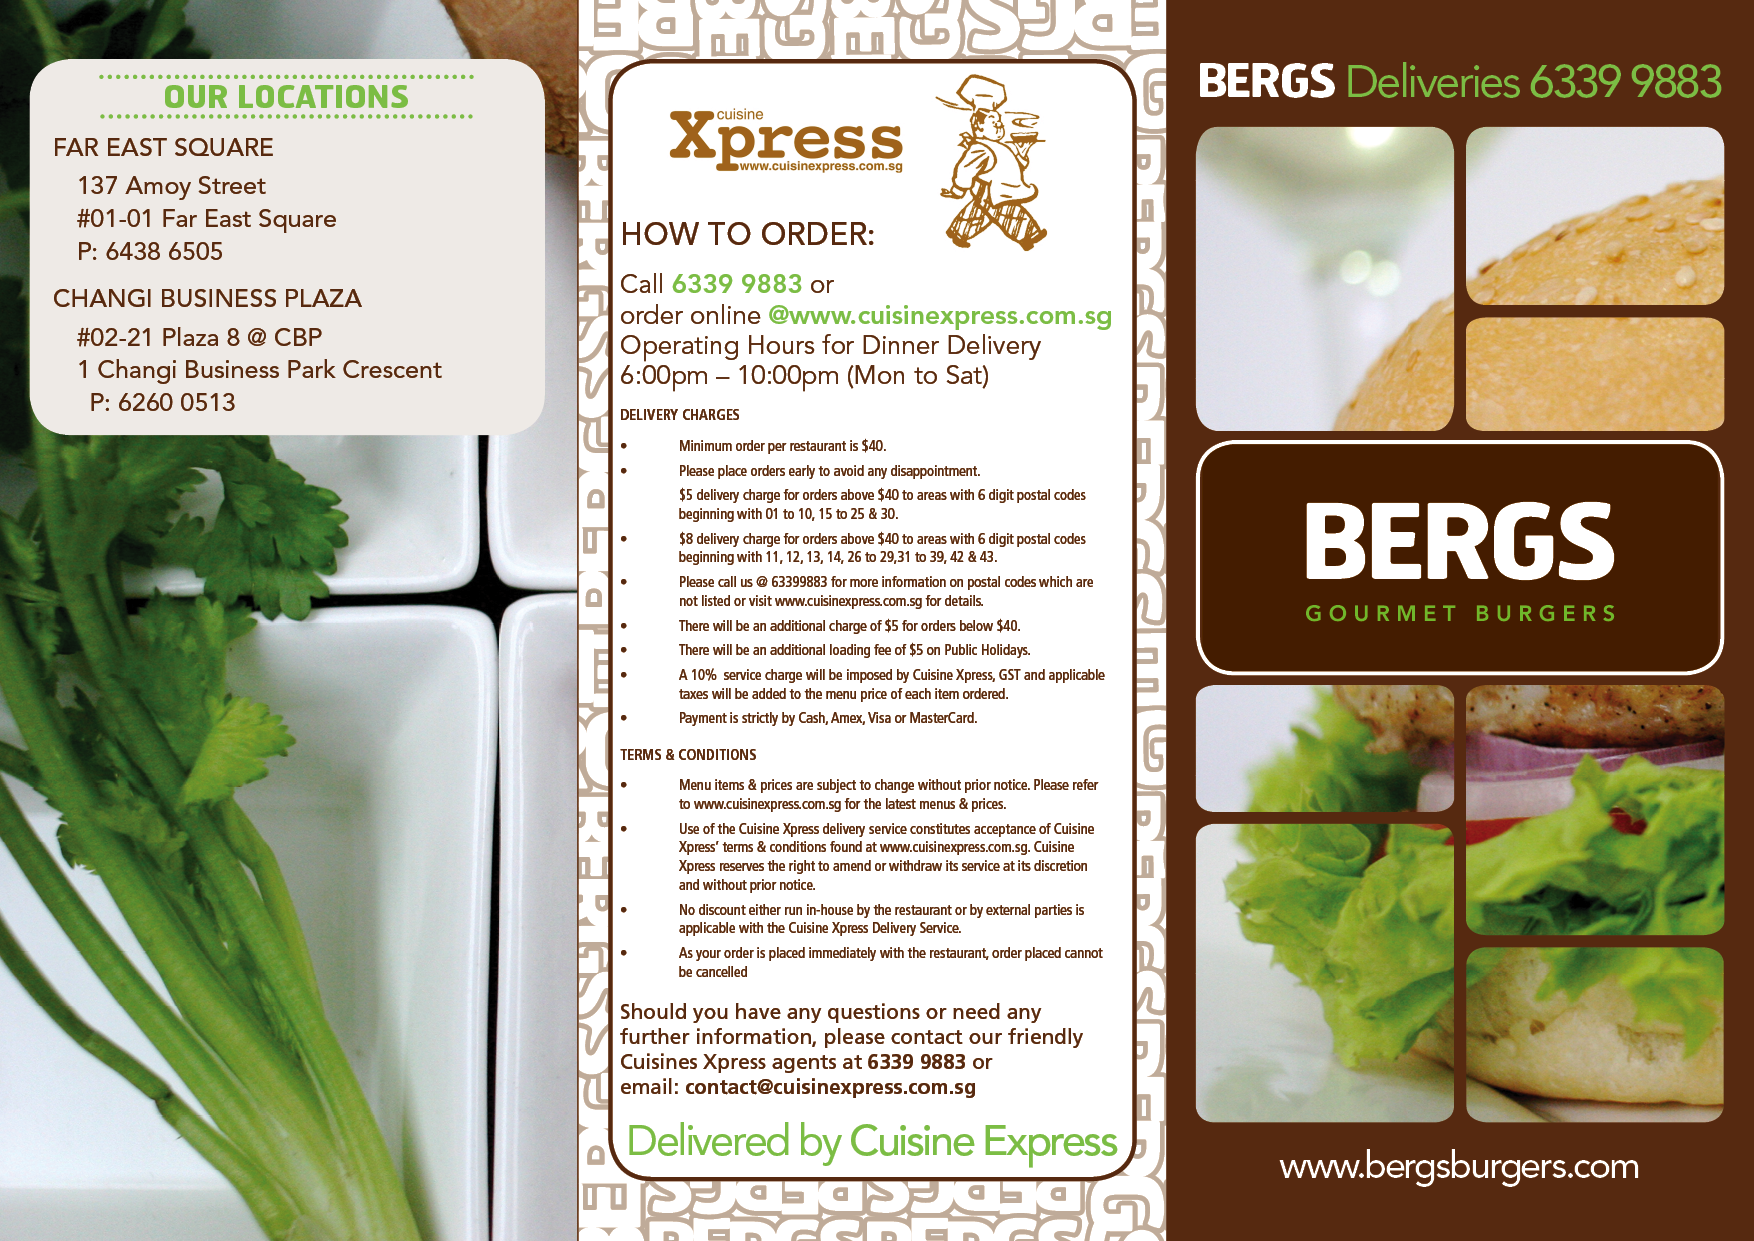 OUR LOCATIONS
FAR EAST SQUARE
137 Amoy Street
#01-01 Far East Square
P: 6438 6505
CHANGI BUSINESS PLAZA
#02-21 Plaza 8 @ CBP
1 Changi Business Park Crescent
P: 6260 0513
cuisine
Xpress
www.cuisinexpress.com.sg
HOW TO ORDER:
Call 6339 9883 or
order online @www.cuisinexpress.com.sg
Operating Hours for Dinner Delivery
6:00pm – 10:00pm (Mon to Sat)
DELIVERY CHARGES
• Minimum order per restaurant is $40.
• Please place orders early to avoid any disappointment.
$5 delivery charge for orders above $40 to areas with 6 digit postal codes
beginning with 01 to 10, 15 to 25 & 30.
• $8 delivery charge for orders above $40 to areas with 6 digit postal codes
beginning with 11, 12, 13, 14, 26 to 29,31 to 39, 42 & 43.
• Please call us @ 63399883 for more information on postal codes which are
not listed or visit www.cuisinexpress.com.sg for details.
• There will be an additional charge of $5 for orders below $40.
• There will be an additional loading fee of $5 on Public Holidays.
• A 10% service charge will be imposed by Cuisine Xpress, GST and applicable
taxes will be added to the menu price of each item ordered.
• Payment is strictly by Cash, Amex, Visa or MasterCard.
TERMS & CONDITIONS
• Menu items & prices are subject to change without prior notice. Please refer
to www.cuisinexpress.com.sg for the latest menus & prices.
• Use of the Cuisine Xpress delivery service constitutes acceptance of Cuisine
Xpress’ terms & conditions found at www.cuisinexpress.com.sg. Cuisine
Xpress reserves the right to amend or withdraw its service at its discretion
and without prior notice.
• No discount either run in-house by the restaurant or by external parties is
applicable with the Cuisine Xpress Delivery Service.
• As your order is placed immediately with the restaurant, order placed cannot
be cancelled
Should you have any questions or need any
further information, please contact our friendly
Cuisines Xpress agents at 6339 9883 or
email: contact@cuisinexpress.com.sg
Delivered by Cuisine Express
BERGS Deliveries 6339 9883
BERGS
GOURMET BURGERS
www.bergsburgers.com